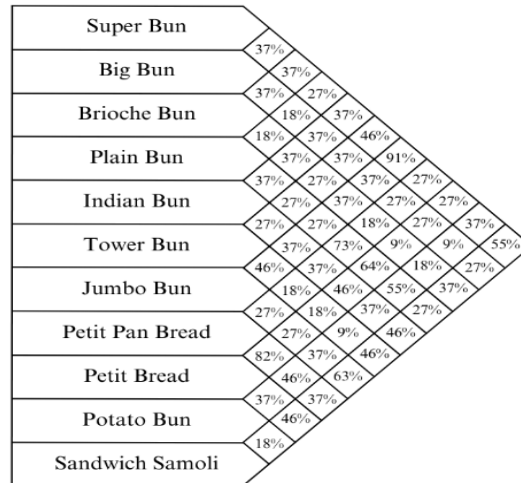 Super Bun
37%
Big Bun 37%
37% 27%
Brioche Bun 18% 37%
18% 37% 46%
Plain Bun 37% 37% 91%
37% 27% 37% 27%
Indian Bun 27% 37% 27% 27%
27% 27% 18% 27% 37%
Tower Bun 37% 73% 9% 9% 55%
46% 37% 64% 18% 27%
Jumbo Bun 18% 46% 55% 37%
27% 18% 37% 27%
Petit Pan Bread 27% 9% 46%
82% 37% 46%
Petit Bread 46% 63%
37% 37%
Potato Bun 46%
18%
Sandwich Samoli